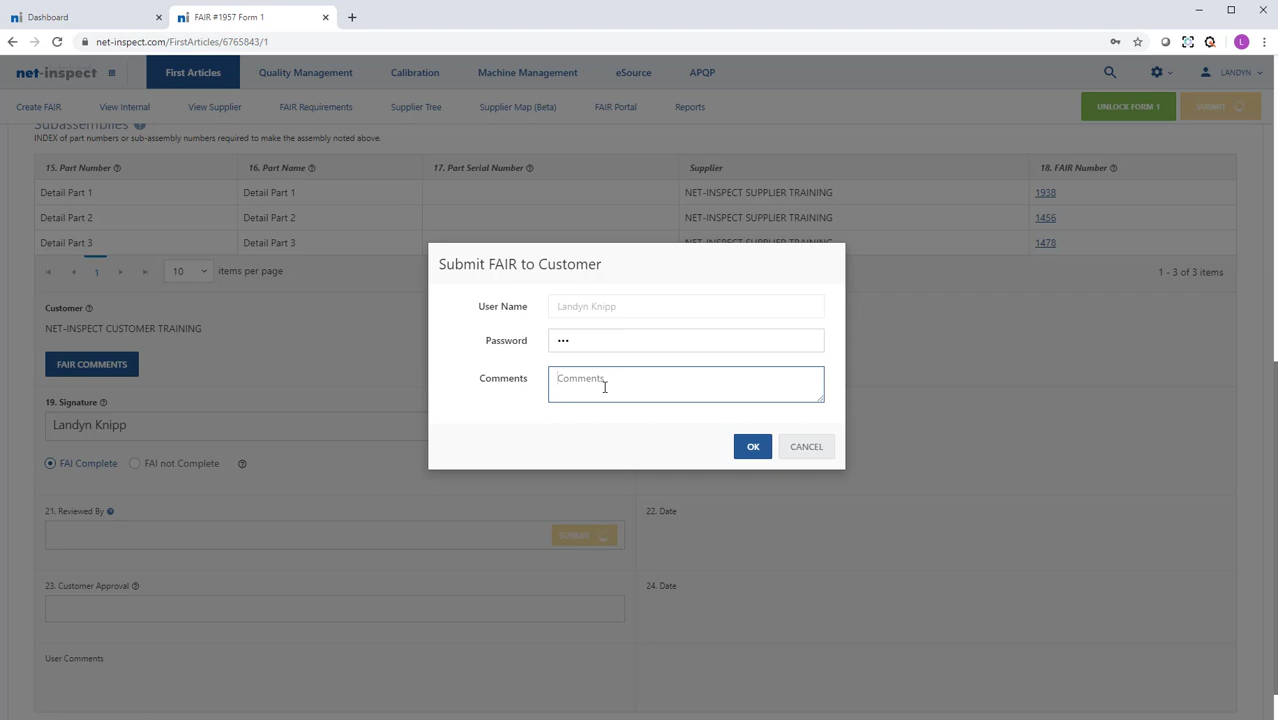 ni Dashboard
ni FAIR #1957 Form 1
net-inspect.com/FirstArticles/6765843/1
L
net-inspect
First Articles Quality Management Calibration Machine Management eSource APQP
LANDYN
Create FAIR View Internal View Supplier FAIR Requirements Supplier Tree Supplier Map (Beta) FAIR Portal Reports
UNLOCK FORM 1 SUBMIT
Subassemblies
INDEX of part numbers or sub-assembly numbers required to make the assembly noted above.
15. Part Number 16. Part Name 17. Part Serial Number Supplier 18. FAIR Number
Detail Part 1 Detail Part 1 NET-INSPECT SUPPLIER TRAINING 1938
Detail Part 2 Detail Part 2 NET-INSPECT SUPPLIER TRAINING 1456
Detail Part 3 Detail Part 3 NET-INSPECT SUPPLIER TRAINING 1478
1 10 items per page 1 - 3 of 3 items
Submit FAIR to Customer
User Name Landyn Knipp
Password •••
Comments Comments
OK CANCEL
Customer
NET-INSPECT CUSTOMER TRAINING
FAIR COMMENTS
19. Signature
Landyn Knipp
FAI Complete FAI not Complete
21. Reviewed By 22. Date
SUBMIT
23. Customer Approval 24. Date
User Comments